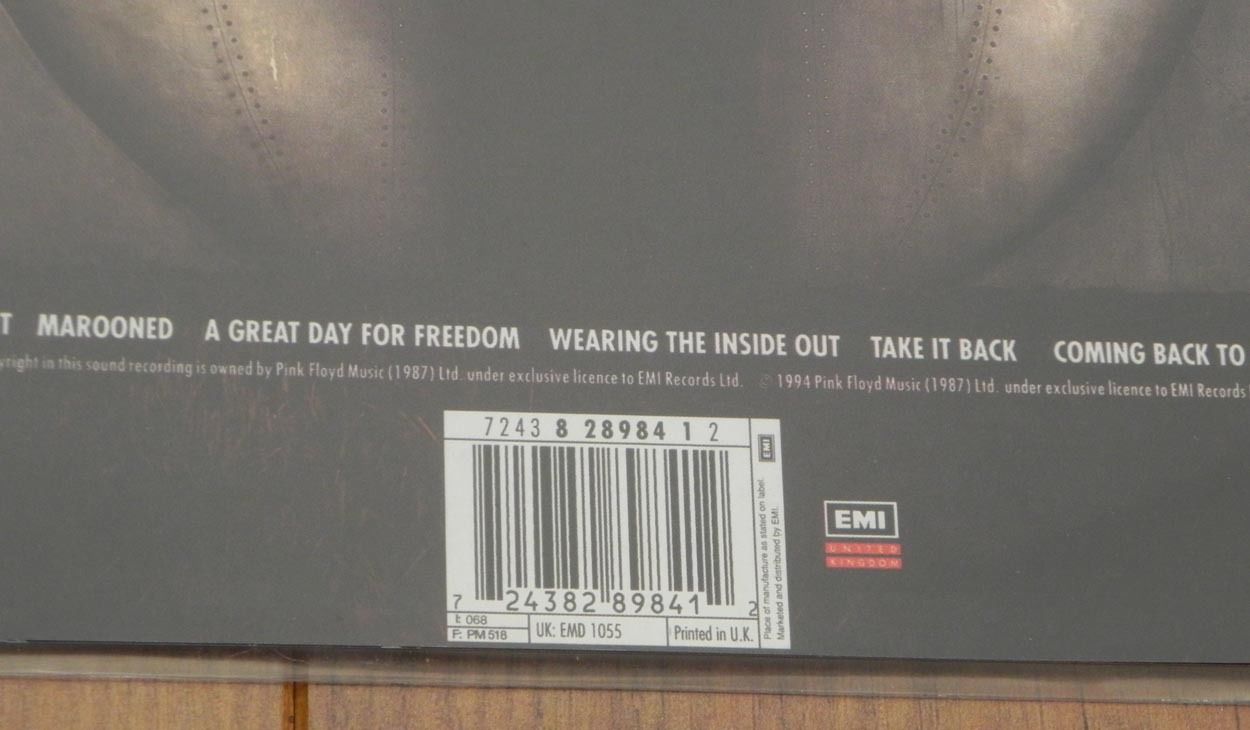 T MAROONED A GREAT DAY FOR FREEDOM WEARING THE INSIDE OUT TAKE IT BACK COMING BACK TO
yright in this sound recording is owned by Pink Floyd Music (1987) Ltd. under exclusive licence to EMI Records Ltd. © 1994 Pink Floyd Music (1987) Ltd. under exclusive licence to EMI Records
7243 8 28984 1 2
EMI
Place of manufacture as stated on label.
Marketed and distributed by EMI.
7 24382 89841 2
I: 068
F: PM 518
UK: EMD 1055
Printed in U.K.
EMI
UNITED
KINGDOM